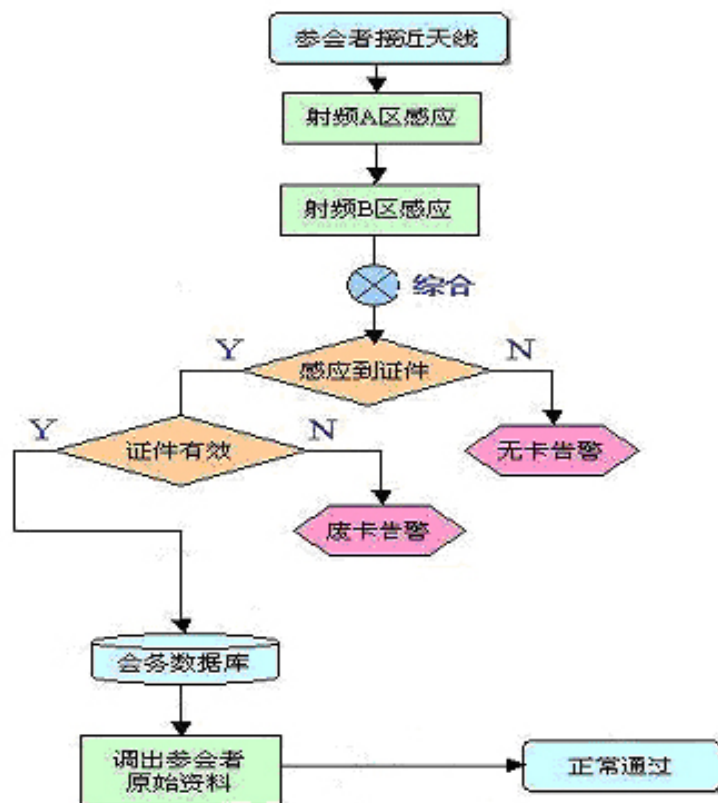 参会者接近天线
射频A区感应
射频B区感应
综合
Y
感应到证件
N
Y
证件有效
N
无卡告警
废卡告警
会务数据库
调出参会者
原始资料
正常通过